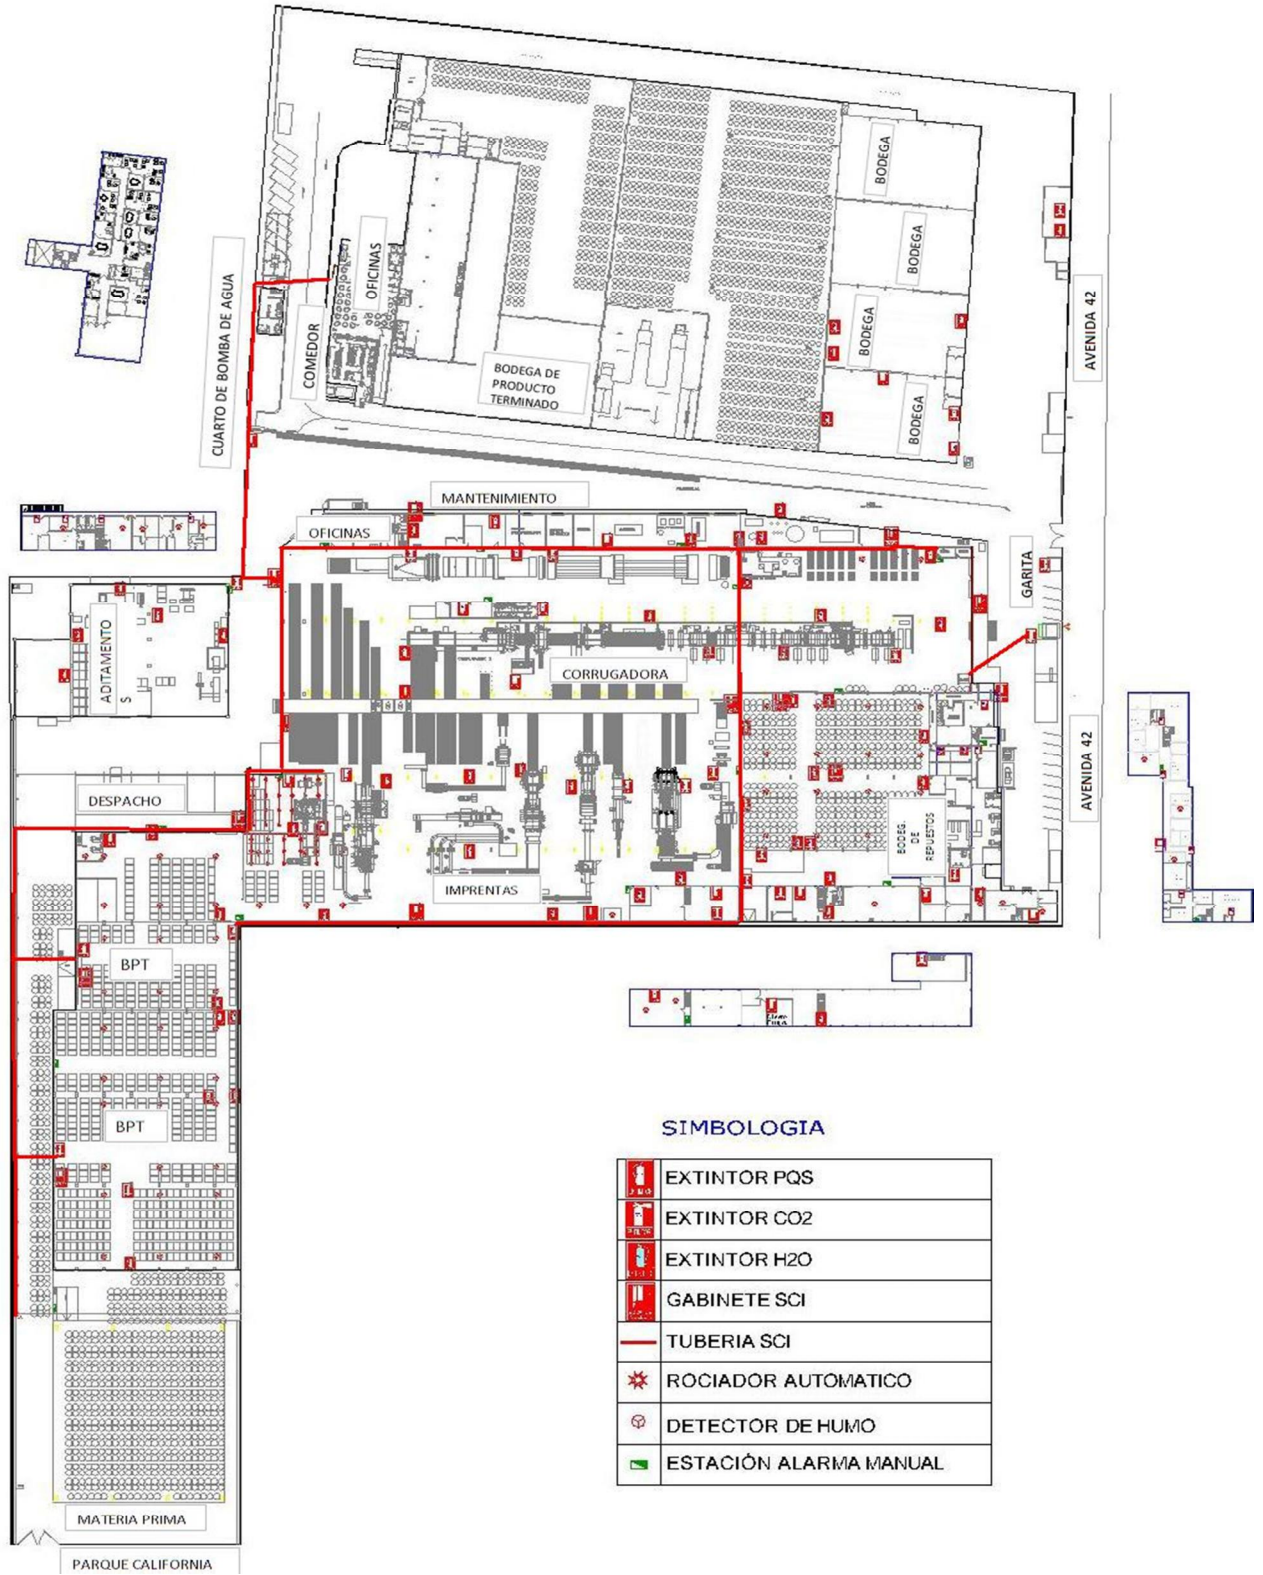 BODEGA
BODEGA
BODEGA
BODEGA
OFICINAS
COMEDOR
CUARTO DE BOMBA DE AGUA
BODEGA DE
PRODUCTO
TERMINADO
AVENIDA 42
MANTENIMIENTO
OFICINAS
GARITA
ADITAMENTO
S
CORRUGADORA
AVENIDA 42
DESPACHO
BODEG.
DE
REPUESTOS
IMPRENTAS
BPT
BPT
SIMBOLOGIA
EXTINTOR PQS
EXTINTOR CO2
EXTINTOR H2O
GABINETE SCI
TUBERIA SCI
ROCIADOR AUTOMATICO
DETECTOR DE HUMO
ESTACIÓN ALARMA MANUAL
MATERIA PRIMA
PARQUE CALIFORNIA